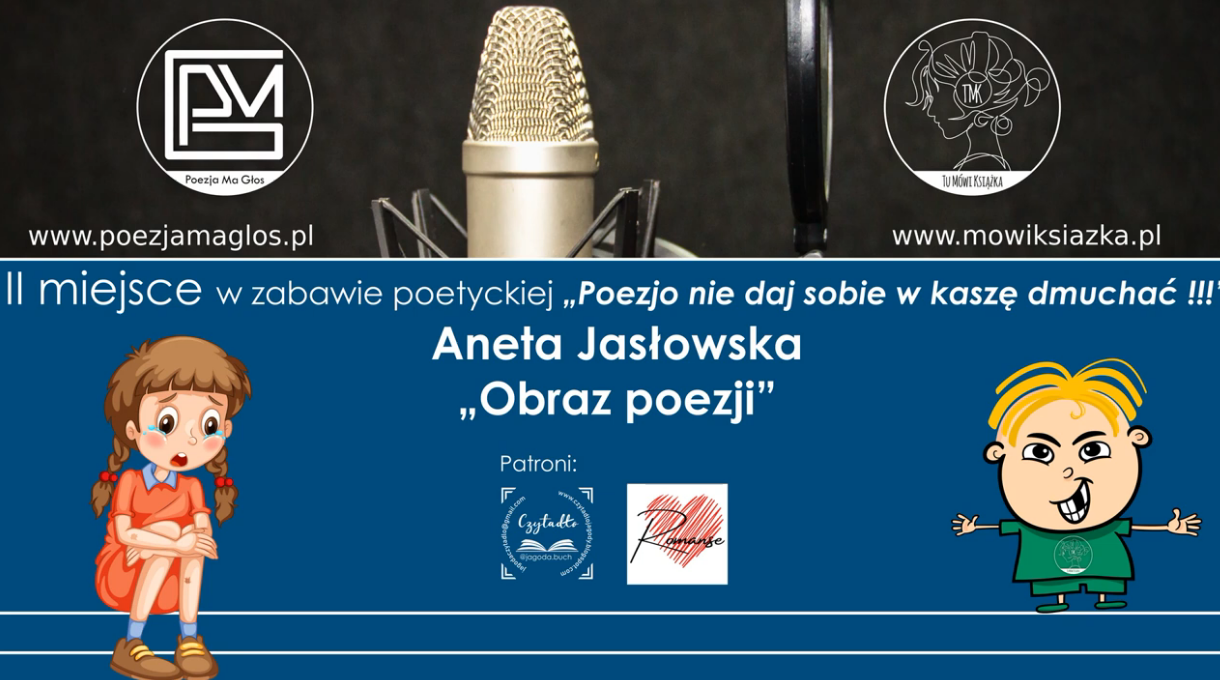 PMG
Poezja Ma Głos
TMK
Tu Mówi Książka
www.poezjamaglos.pl
www.mowiksiazka.pl
II miejsce w zabawie poetyckiej „Poezjo nie daj sobie w kaszę dmuchać !!!”
Aneta Jasłowska
„Obraz poezji”
Patroni:
Czytadło
@jagoda.buch
Romanse